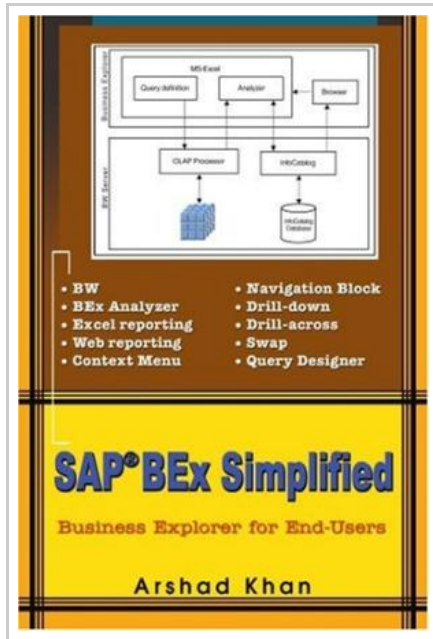 Business Explorer
MS-Excel
Query definition
Analyzer
Browser
BW Server
OLAP Processor
InfoCatalog
InfoCatalog
Database
• BW
• BEx Analyzer
• Excel reporting
• Web reporting
• Context Menu
• Navigation Block
• Drill-down
• Drill-across
• Swap
• Query Designer
SAP® BEx Simplified
Business Explorer for End-Users
Arshad Khan